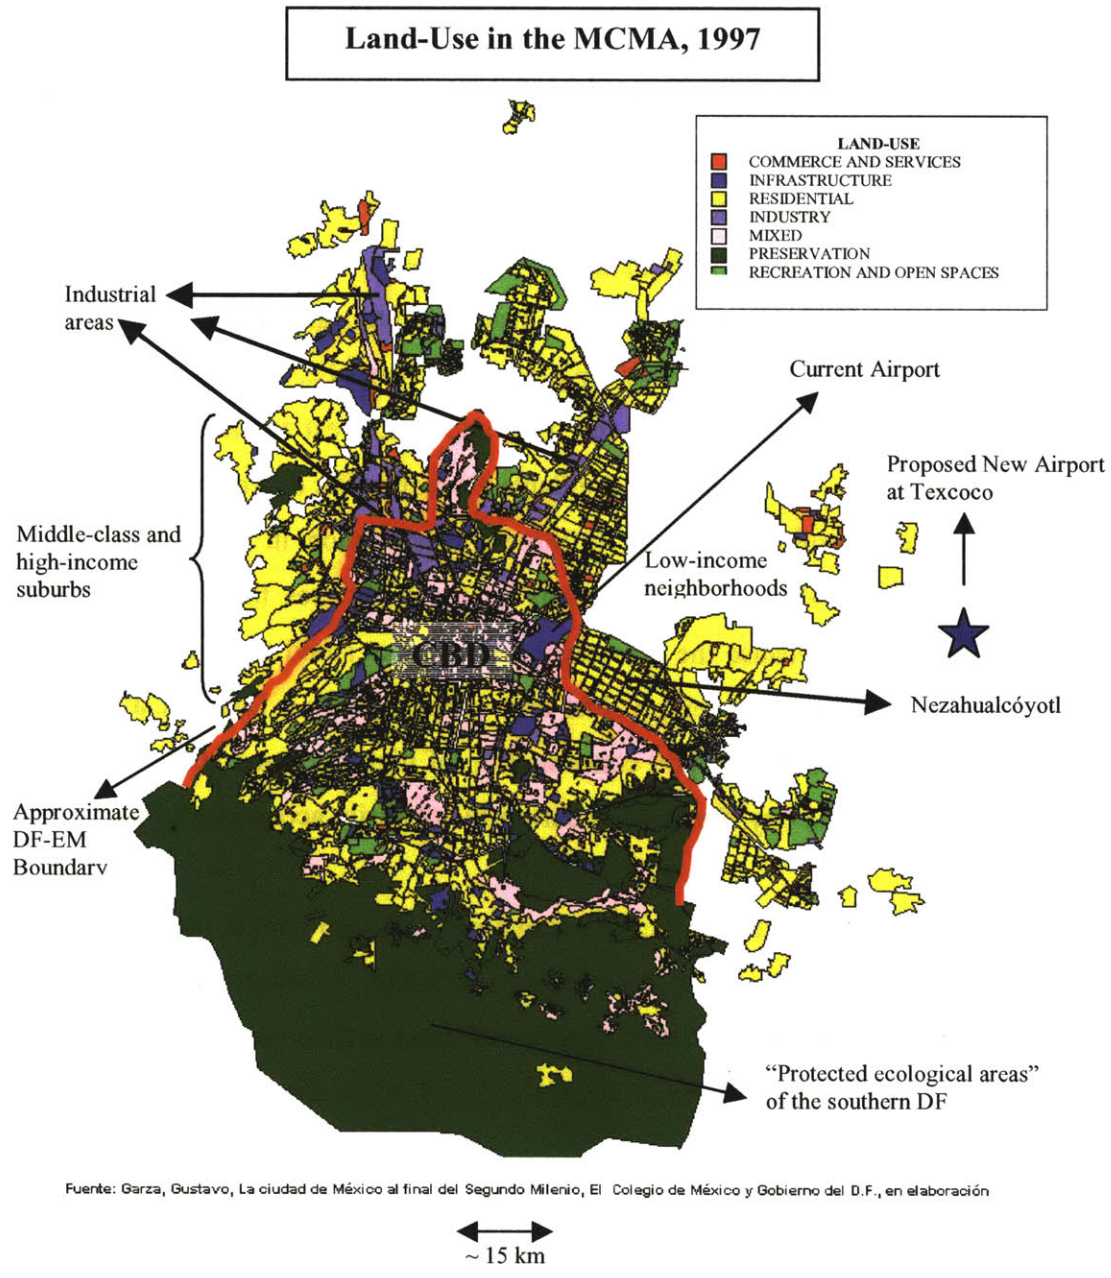 Land-Use in the MCMA, 1997
LAND-USE
COMMERCE AND SERVICES
INFRASTRUCTURE
RESIDENTIAL
INDUSTRY
MIXED
PRESERVATION
RECREATION AND OPEN SPACES
Industrial
areas
Current Airport
Proposed New Airport
at Texcoco
Middle-class and
high-income
suburbs
Low-income
neighborhoods
CBD
Nezahualcóyotl
Approximate
DF-EM
Boundary
"Protected ecological areas"
of the southern DF
Fuente: Garza, Gustavo, La ciudad de México al final del Segundo Milenio, El Colegio de México y Gobierno del D.F., en elaboración
~ 15 km